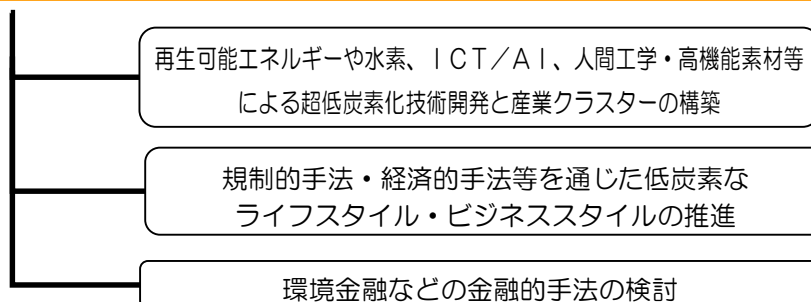 再生可能エネルギーや水素、ＩＣＴ／ＡＩ、人間工学・高機能素材等
による超低炭素化技術開発と産業クラスターの構築
規制的手法・経済的手法等を通じた低炭素な
ライフスタイル・ビジネススタイルの推進
環境金融などの金融的手法の検討